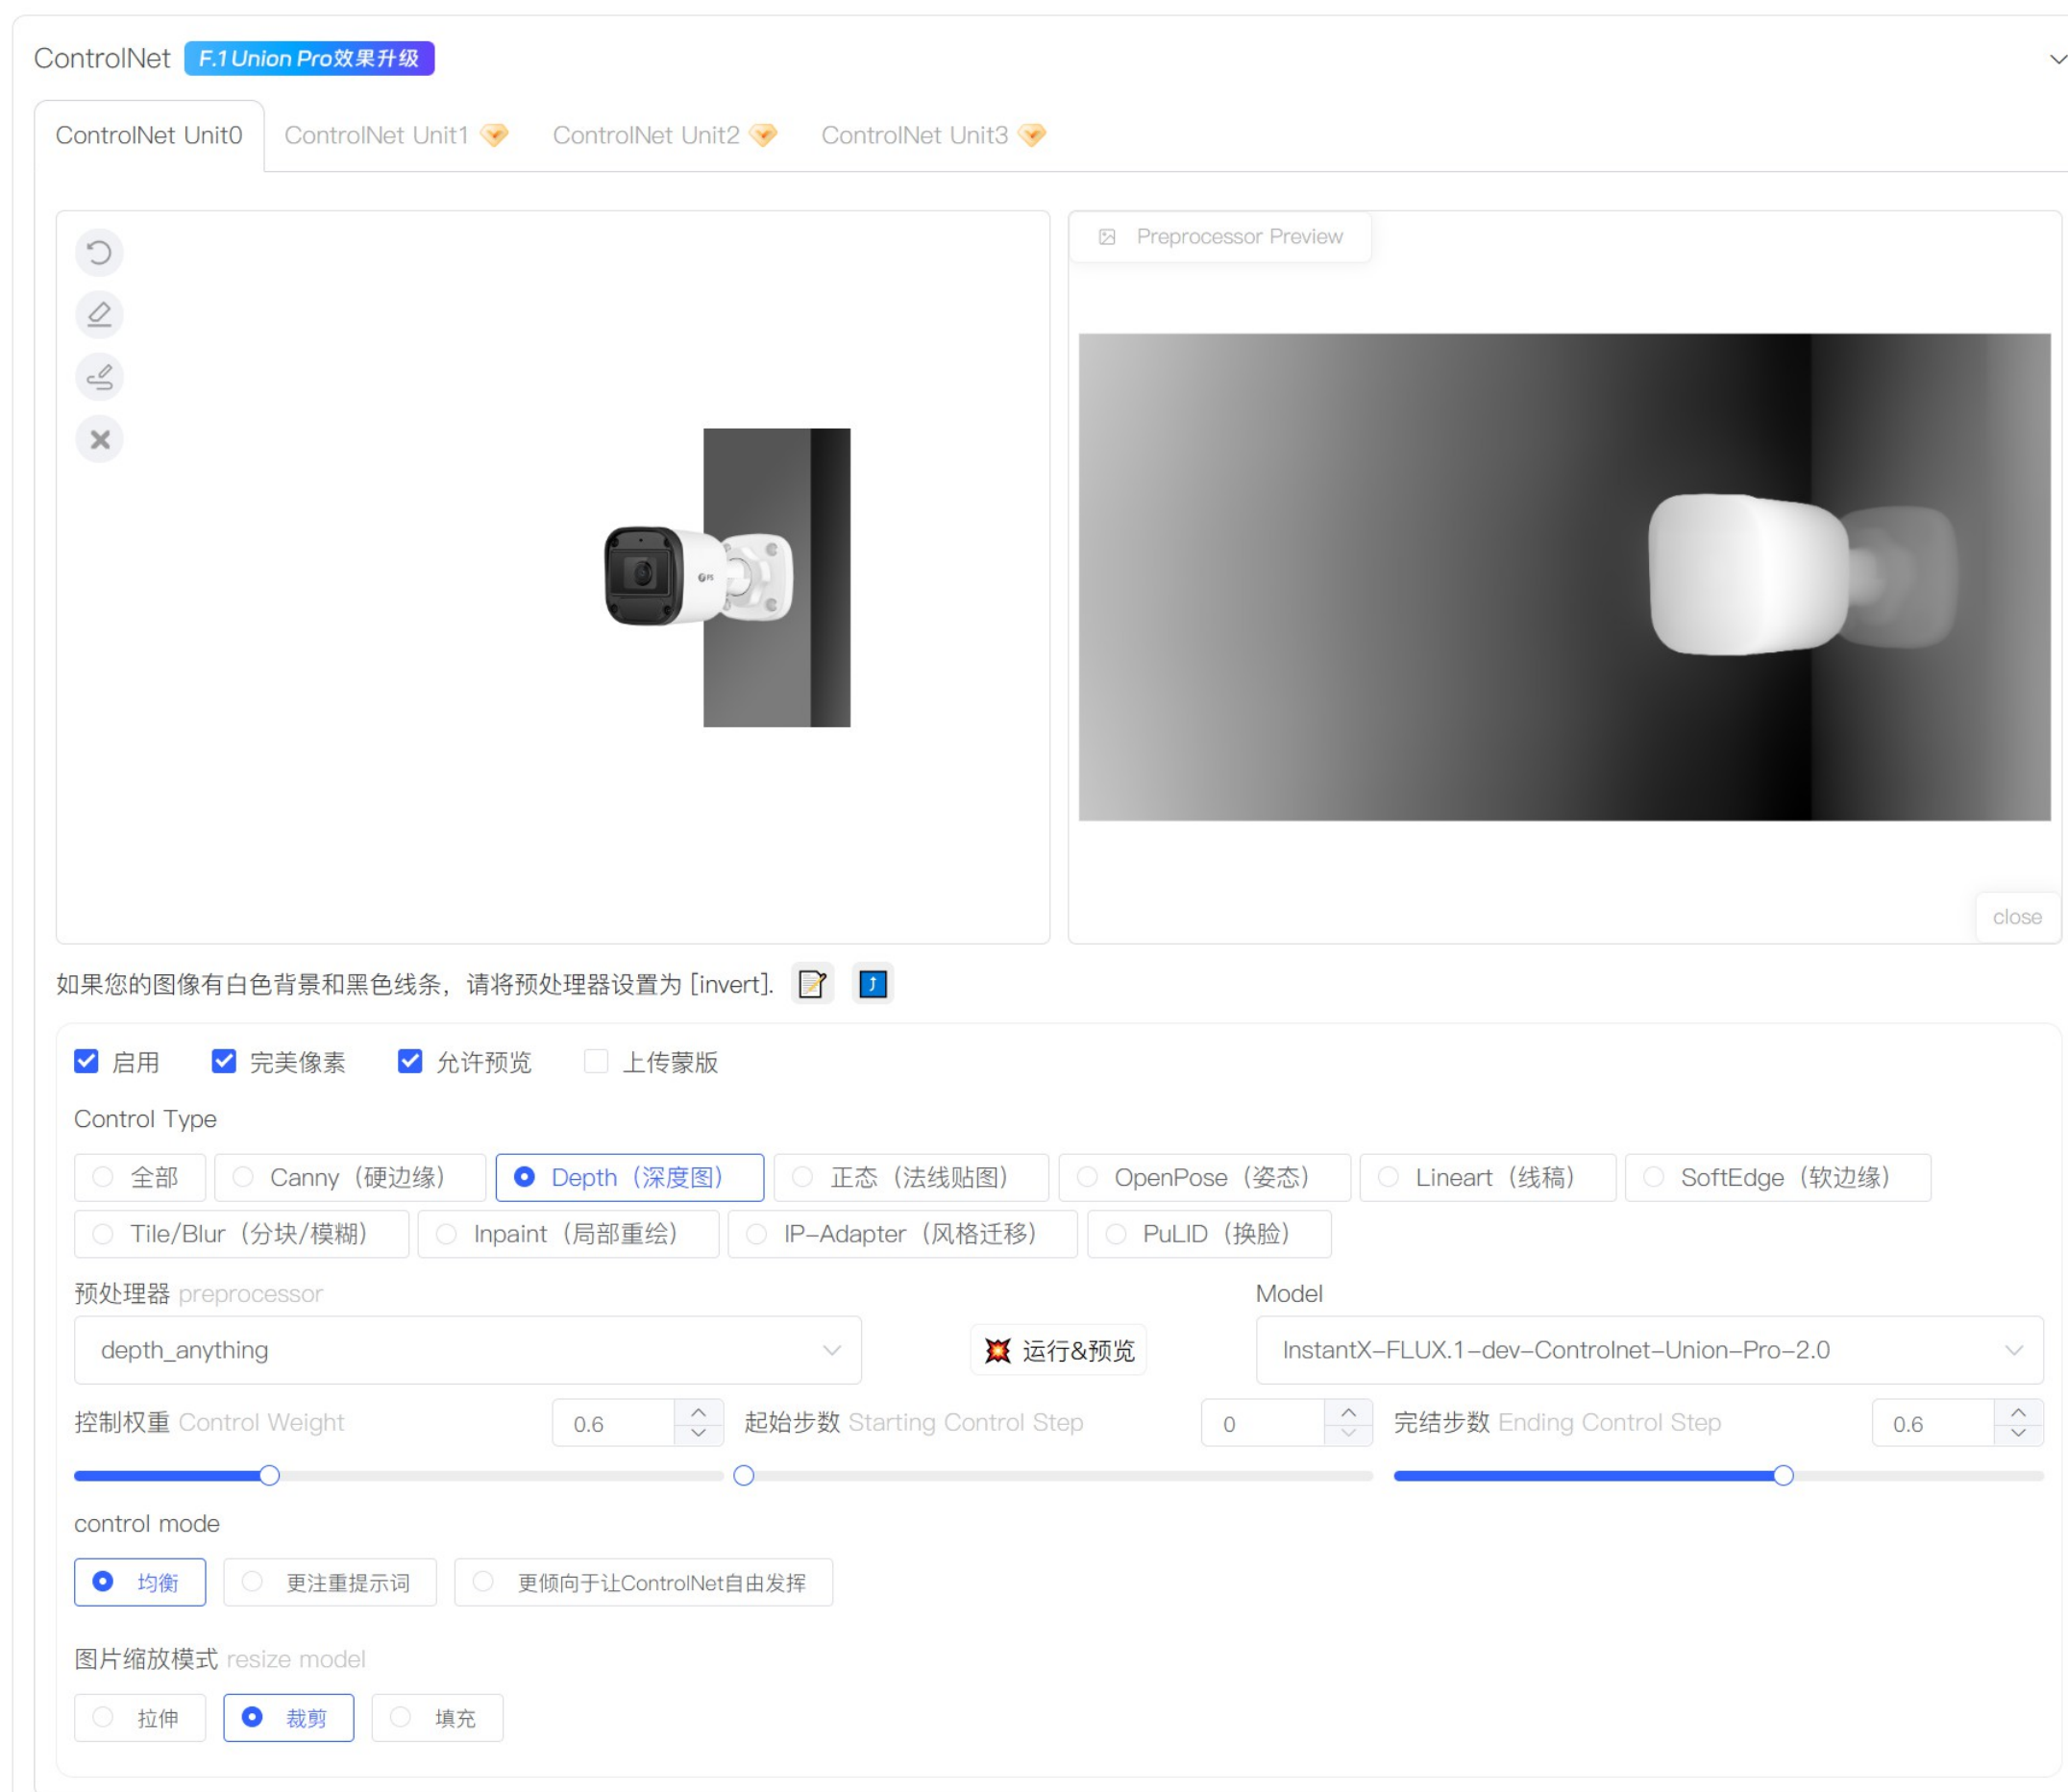 ControlNet F.1 Union Pro效果升级
ControlNet Unit0 ControlNet Unit1 ControlNet Unit2 ControlNet Unit3
Preprocessor Preview
FS
close
如果您的图像有白色背景和黑色线条，请将预处理器设置为 [invert].
启用 完美像素 允许预览 上传蒙版
Control Type
全部 Canny（硬边缘） Depth（深度图） 正态（法线贴图） OpenPose（姿态） Lineart（线稿） SoftEdge（软边缘）
Tile/Blur（分块/模糊） Inpaint（局部重绘） IP-Adapter（风格迁移） PuLID（换脸）
预处理器 preprocessor Model
depth_anything 运行&预览 InstantX-FLUX.1-dev-Controlnet-Union-Pro-2.0
控制权重 Control Weight 0.6 起始步数 Starting Control Step 0 完结步数 Ending Control Step 0.6
control mode
均衡 更注重提示词 更倾向于让ControlNet自由发挥
图片缩放模式 resize model
拉伸 裁剪 填充